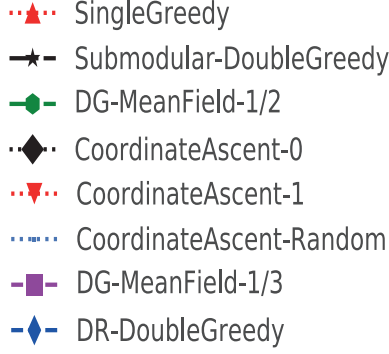 SingleGreedy
Submodular-DoubleGreedy
DG-MeanField-1/2
CoordinateAscent-0
CoordinateAscent-1
CoordinateAscent-Random
DG-MeanField-1/3
DR-DoubleGreedy